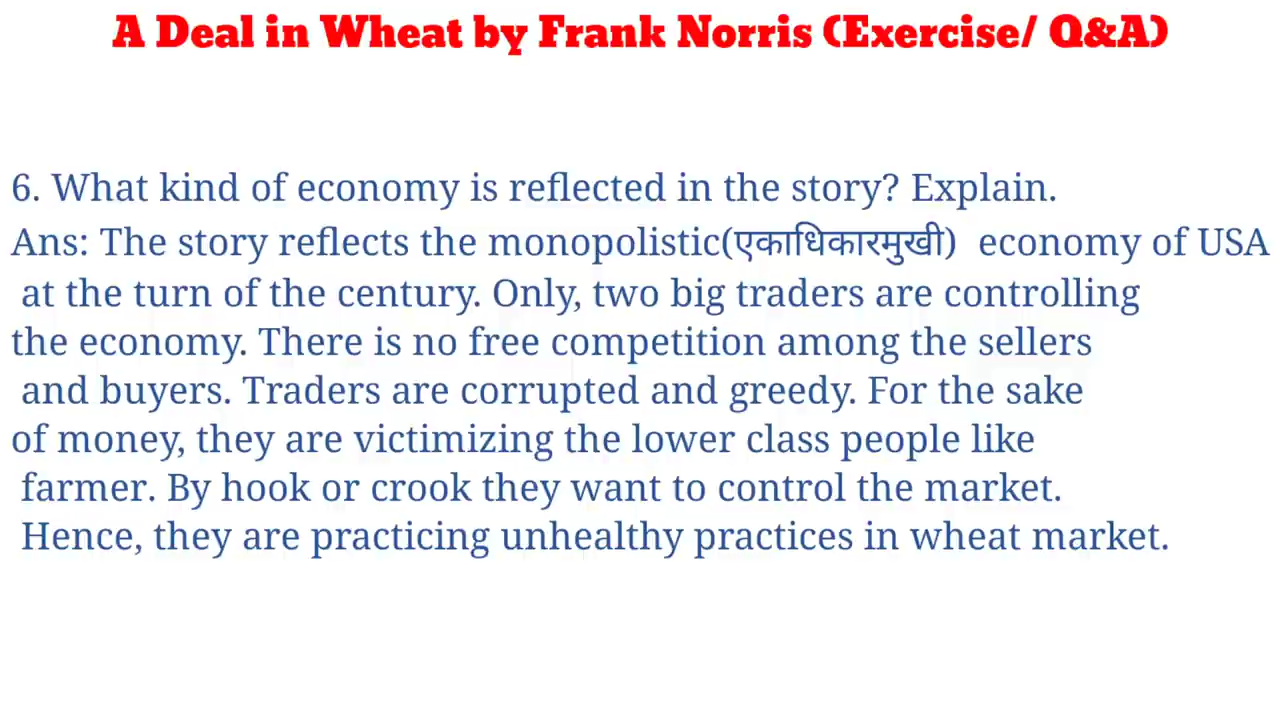 A Deal in Wheat by Frank Norris (Exercise/ Q&A)
6. What kind of economy is reflected in the story? Explain.
Ans: The story reflects the monopolistic(एकाधिकारमुखी) economy of USA
at the turn of the century. Only, two big traders are controlling
the economy. There is no free competition among the sellers
and buyers. Traders are corrupted and greedy. For the sake
of money, they are victimizing the lower class people like
farmer. By hook or crook they want to control the market.
Hence, they are practicing unhealthy practices in wheat market.